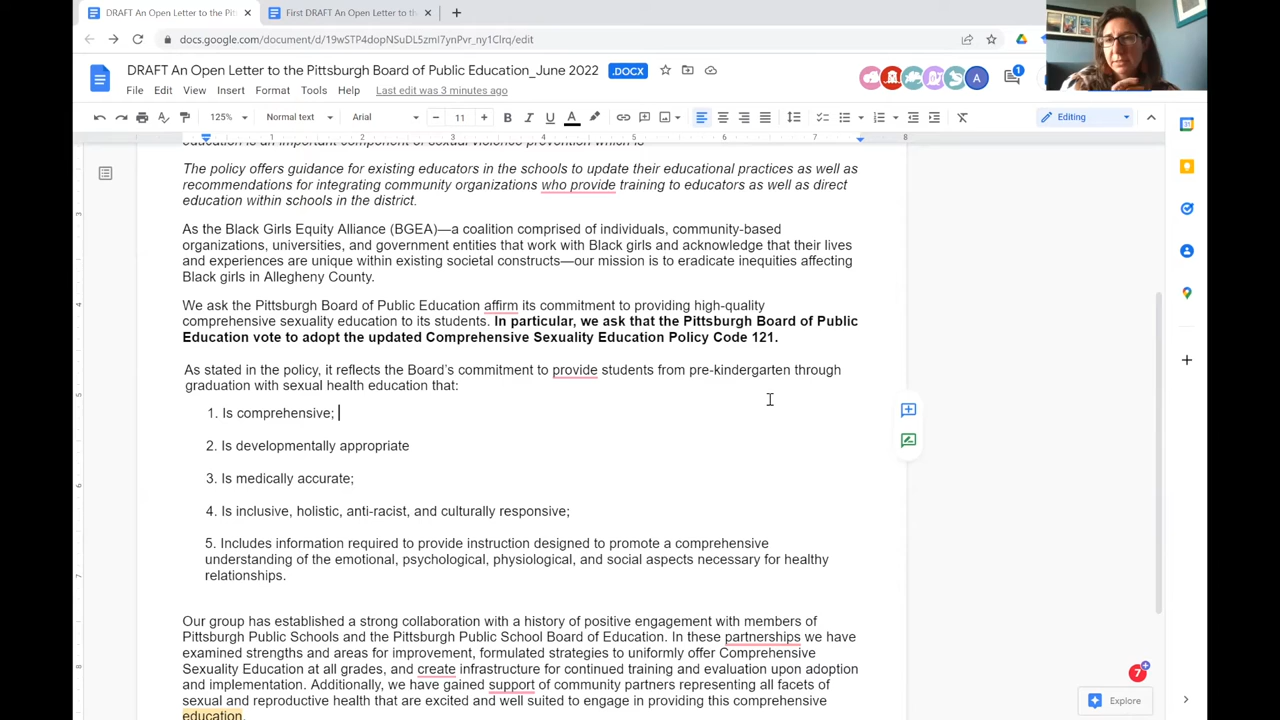 DRAFT An Open Letter to the Pitt
First DRAFT An Open Letter to the
docs.google.com/document/d/
DRAFT An Open Letter to the Pittsburgh Board of Public Education_June 2022
.DOCX
File Edit View Insert Format Tools Help
Last edit was 3 minutes ago
A
1
125%
Normal text
Arial
11
B I U A
Editing
3 4 5 6 7 8
The policy offers guidance for existing educators in the schools to update their educational practices as well as
recommendations for integrating community organizations who provide training to educators as well as direct
education within schools in the district.
As the Black Girls Equity Alliance (BGEA)—a coalition comprised of individuals, community-based
organizations, universities, and government entities that work with Black girls and acknowledge that their lives
and experiences are unique within existing societal constructs—our mission is to eradicate inequities affecting
Black girls in Allegheny County.
We ask the Pittsburgh Board of Public Education affirm its commitment to providing high-quality
comprehensive sexuality education to its students. In particular, we ask that the Pittsburgh Board of Public
Education vote to adopt the updated Comprehensive Sexuality Education Policy Code 121.
As stated in the policy, it reflects the Board's commitment to provide students from pre-kindergarten through
graduation with sexual health education that:
1. Is comprehensive;
2. Is developmentally appropriate
3. Is medically accurate;
4. Is inclusive, holistic, anti-racist, and culturally responsive;
5. Includes information required to provide instruction designed to promote a comprehensive
understanding of the emotional, psychological, physiological, and social aspects necessary for healthy
relationships.
Our group has established a strong collaboration with a history of positive engagement with members of
Pittsburgh Public Schools and the Pittsburgh Public School Board of Education. In these partnerships we have
examined strengths and areas for improvement, formulated strategies to uniformly offer Comprehensive
Sexuality Education at all grades, and create infrastructure for continued training and evaluation upon adoption
and implementation. Additionally, we have gained support of community partners representing all facets of
sexual and reproductive health that are excited and well suited to engage in providing this comprehensive
education.
7
Explore